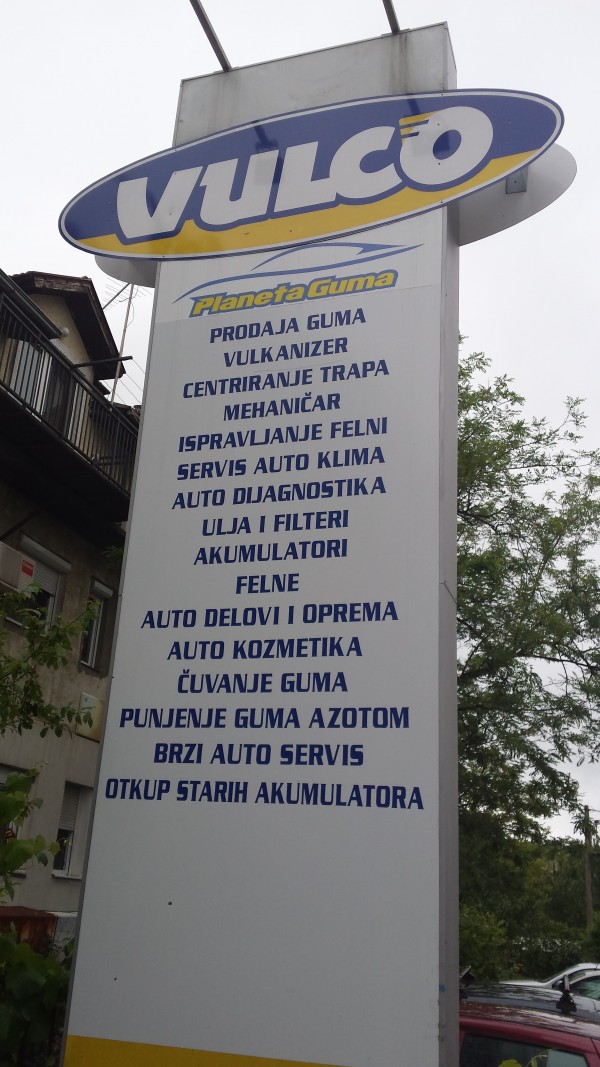 VULCO
Planeta Guma
PRODAJA GUMA
VULKANIZER
CENTRIRANJE TRAPA
MEHANIČAR
ISPRAVLJANJE FELNI
SERVIS AUTO KLIMA
AUTO DIJAGNOSTIKA
ULJA I FILTERI
AKUMULATORI
FELNE
AUTO DELOVI I OPREMA
AUTO KOZMETIKA
ČUVANJE GUMA
PUNJENJE GUMA AZOTOM
BRZI AUTO SERVIS
OTKUP STARIH AKUMULATORA